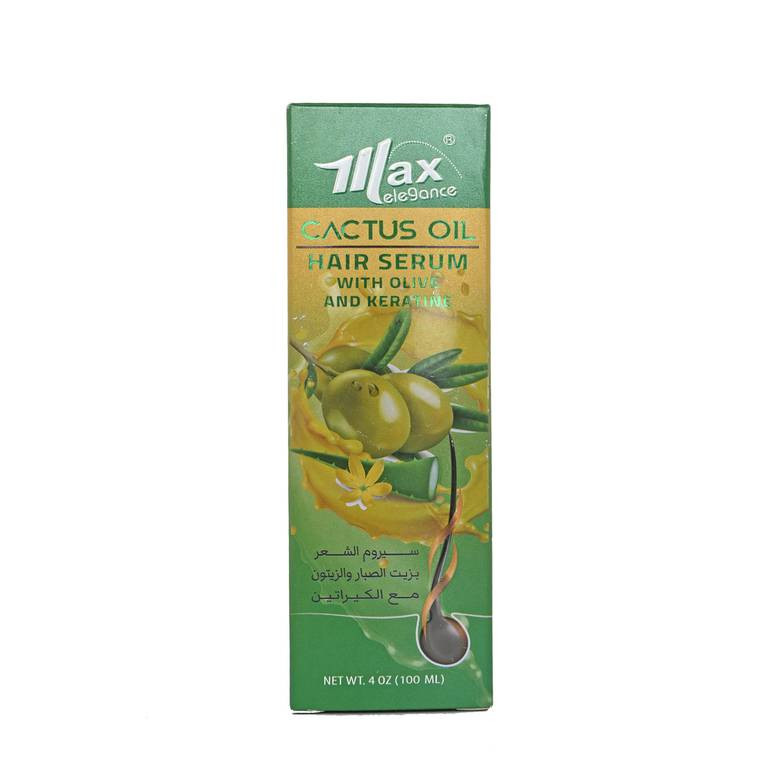 Max®
elegance
CACTUS OIL
HAIR SERUM
WITH OLIVE
AND KERATINE
سيروم الشعر
بزيت الصبار والزيتون
مع الكيراتين
NET WT. 4 OZ (100 ML)